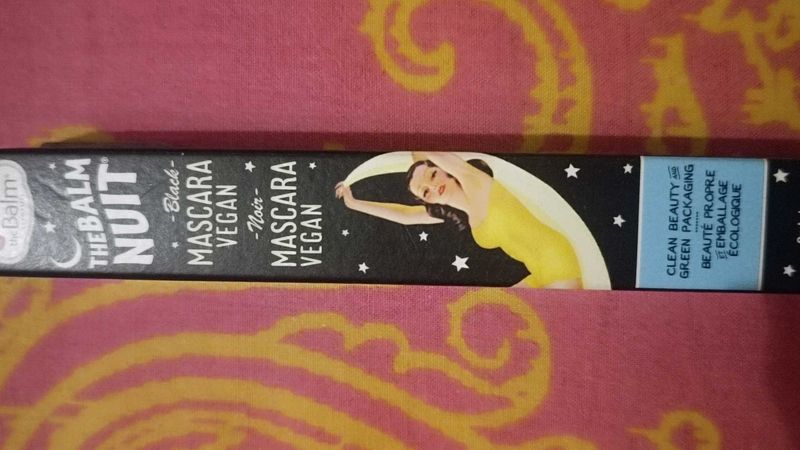 theBalm®
THEBALM
NUIT®
-Black-
MASCARA
VEGAN
-Noir-
MASCARA
VEGAN
CLEAN BEAUTY AND
GREEN PACKAGING
BEAUTÉ PROPRE
ET EMBALLAGE
ÉCOLOGIQUE